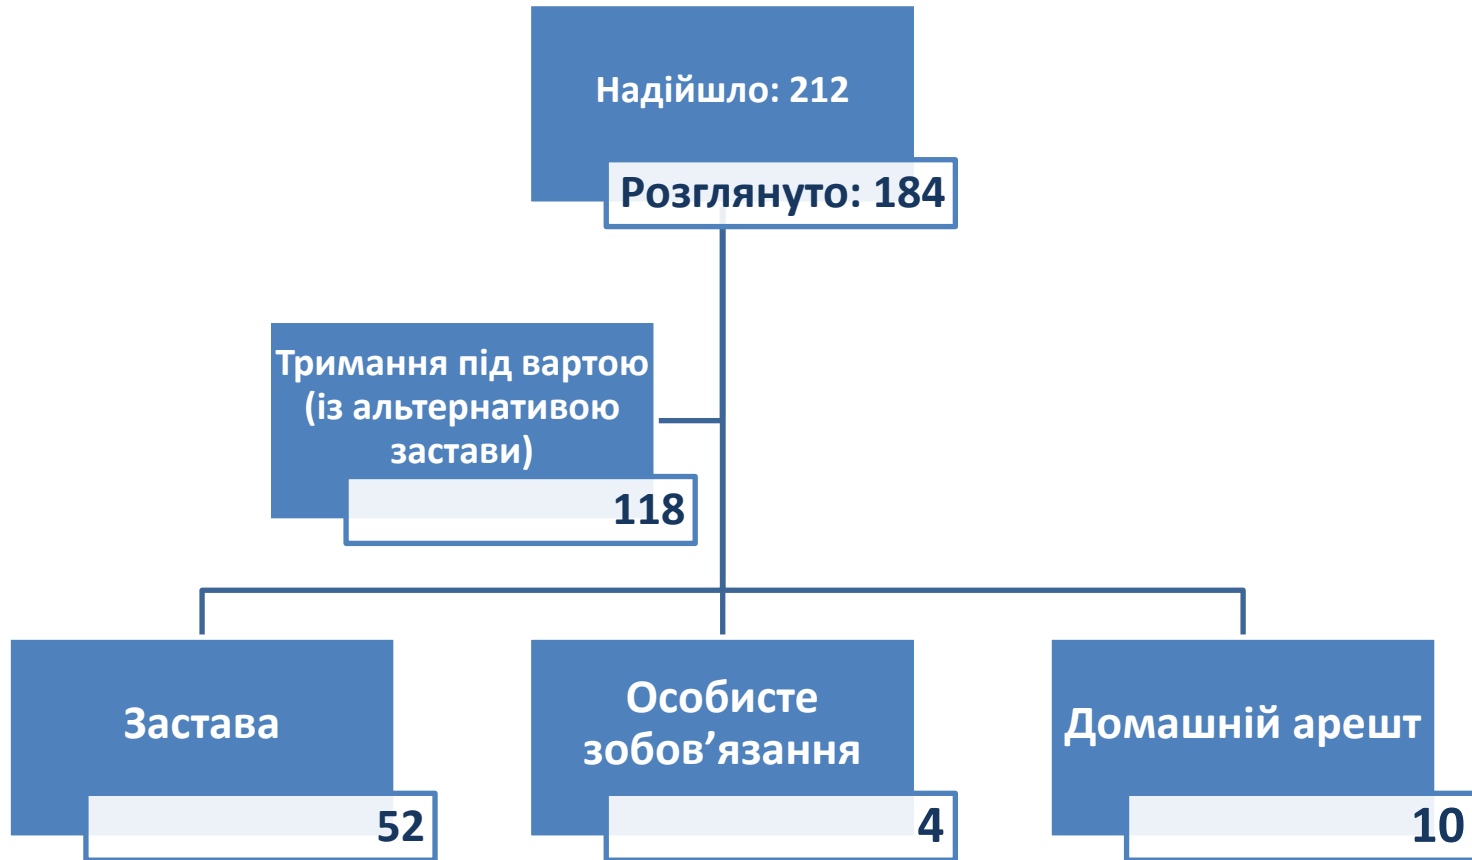 Надійшло: 212
Розглянуто: 184
Тримання під вартою
(із альтернативою
застави)
118
Застава
52
Особисте
зобов’язання
4
Домашній арешт
10